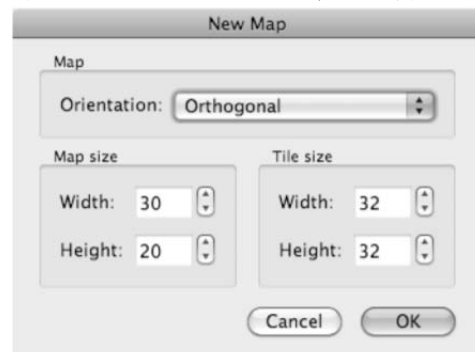 New Map
Map
Orientation: Orthogonal
Map size
Tile size
Width: 30
Width: 32
Height: 20
Height: 32
Cancel
OK